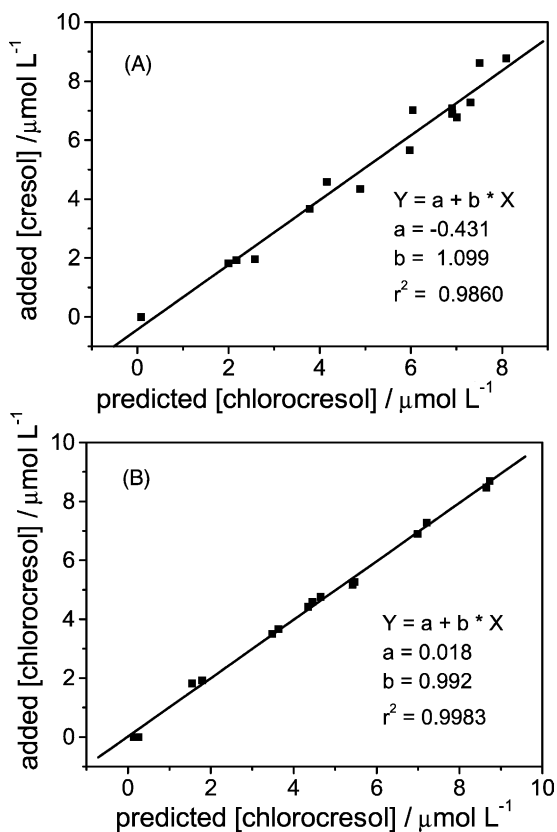 10
(A)
8
6
4
2
0
added [cresol] / μmol L⁻¹
Y = a + b * X
a = -0.431
b = 1.099
r² = 0.9860
0 2 4 6 8
predicted [chlorocresol] / μmol L⁻¹
10
(B)
8
6
4
2
0
added [chlorocresol] / μmol L⁻¹
Y = a + b * X
a = 0.018
b = 0.992
r² = 0.9983
0 2 4 6 8 10
predicted [chlorocresol] / μmol L⁻¹